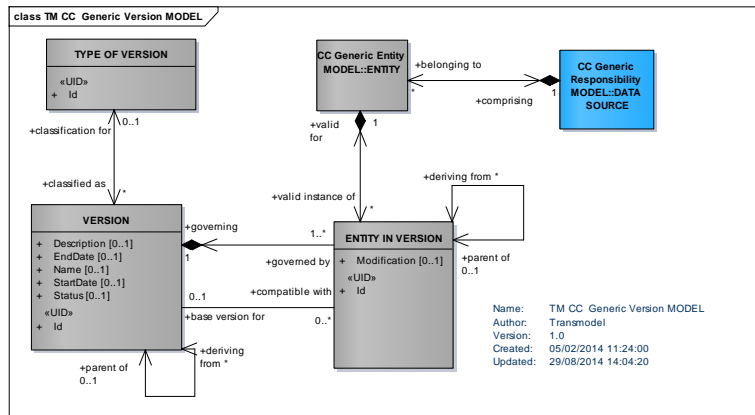 class TM CC Generic Version MODEL
TYPE OF VERSION
«UID»
+ Id
CC Generic Entity
MODEL::ENTITY
CC Generic
Responsibility
MODEL::DATA
SOURCE
+belonging to
*
1
+comprising
+classification for
0..1
+classified as
*
+valid
for
1
+valid instance of
*
+deriving from *
+parent of
0..1
VERSION
+ Description [0..1]
+ EndDate [0..1]
+ Name [0..1]
+ StartDate [0..1]
+ Status [0..1]
«UID»
+ Id
+governing
1
1..*
+governed by
ENTITY IN VERSION
+ Modification [0..1]
«UID»
+ Id
0..1
+compatible with
+base version for
0..*
+parent of
0..1
+deriving
from *
Name: TM CC Generic Version MODEL
Author: Transmodel
Version: 1.0
Created: 05/02/2014 11:24:00
Updated: 29/08/2014 14:04:20